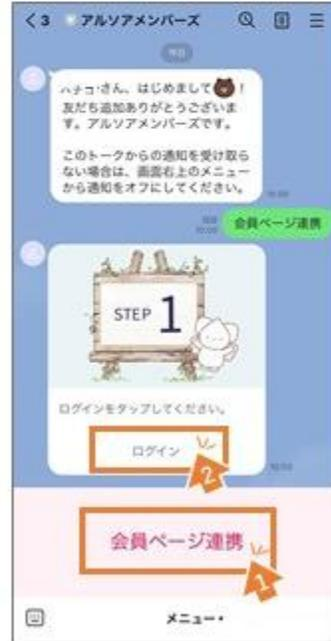 3 アルソアメンバーズ
今日
ハチコさん、はじめまして！
友だち追加ありがとうございま
す。アルソアメンバーズです。
このトークからの通知を受け取ら
ない場合は、画面右上のメニュー
から通知をオフにしてください。
会員ページ連携
STEP 1
ログインをタップしてください。
ログイン
2
会員ページ連携
1
メニュー